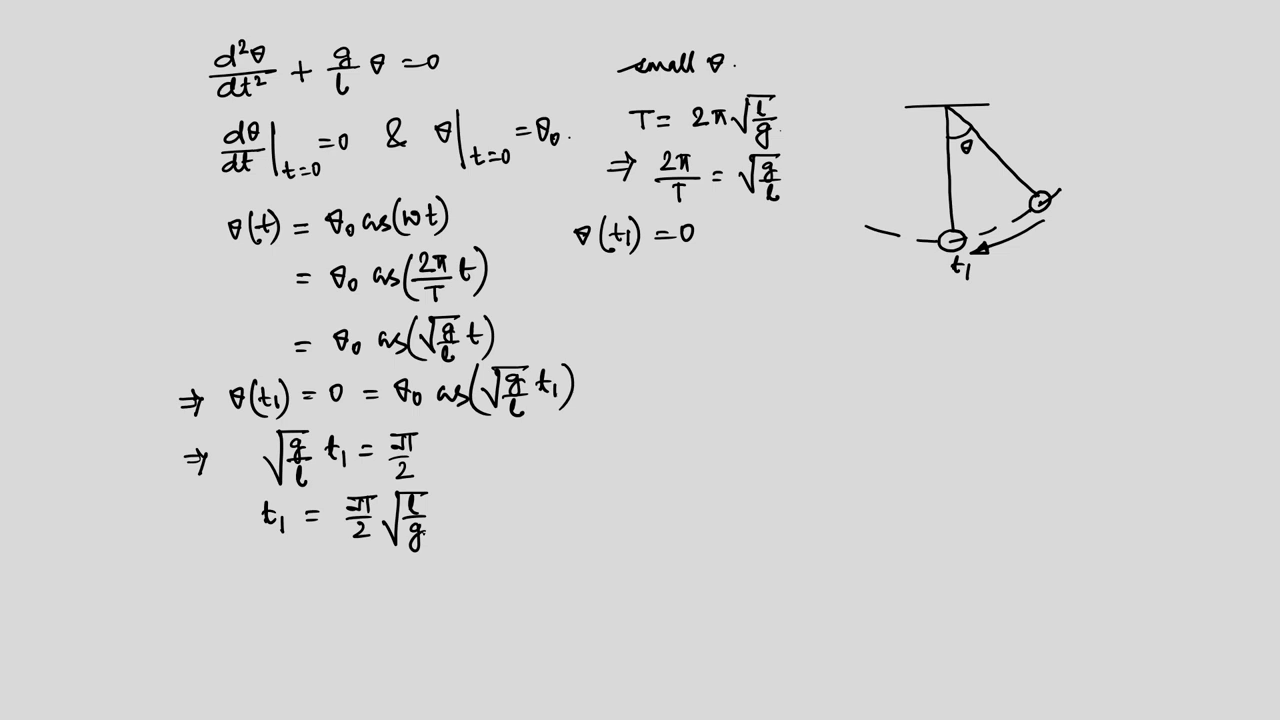 d²θ/dt² + g/l θ = 0
dθ/dt|t=0 = 0 & θ|t=0 = θ₀.
θ(t) = θ₀ cos(ωt)
= θ₀ cos(2π/T t)
= θ₀ cos(√(g/l) t)
⇒ θ(t₁) = 0 = θ₀ cos(√(g/l) t₁)
⇒ √(g/l) t₁ = π/2
t₁ = π/2 √(l/g)
small θ.
T = 2π√(l/g)
⇒ 2π/T = √(g/l)
θ(t₁) = 0
θ
t₁